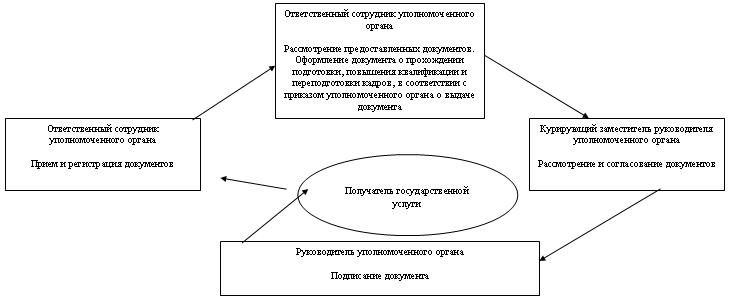 Ответственный сотрудник уполномоченного
органа
Рассмотрение предоставленных документов.
Оформление документа о прохождении
подготовки, повышения квалификации и
переподготовки кадров, в соответствии с
приказом уполномоченного органа о выдаче
документа
Ответственный сотрудник
уполномоченного органа
Прием и регистрация документов
Курирующий заместитель руководителя
уполномоченного органа
Рассмотрение и согласование документов
Получатель государственной
услуги
Руководитель уполномоченного органа
Подписание документа